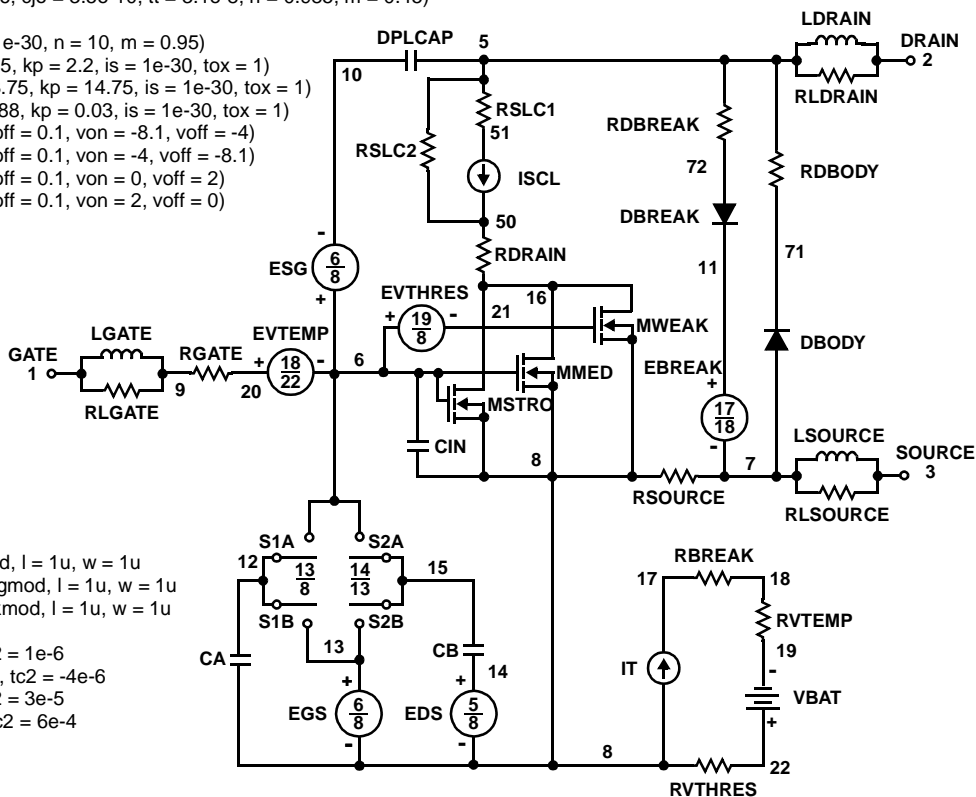 tt = n = m =
1e-30, n = 10, m = 0.95)
5, kp = 2.2, is = 1e-30, tox = 1)
.75, kp = 14.75, is = 1e-30, tox = 1)
88, kp = 0.03, is = 1e-30, tox = 1)
off = 0.1, von = -8.1, voff = -4)
off = 0.1, von = -4, voff = -8.1)
off = 0.1, von = 0, voff = 2)
off = 0.1, von = 2, voff = 0)
LDRAIN
DPLCAP
5
DRAIN
2
10
RLDRAIN
RSLC1
51
RDBREAK
RSLC2
72
RDBODY
ISCL
DBREAK
50
-
RDRAIN
71
ESG
6
8
11
+
EVTHRES
16
21
+
19
8
-
MWEAK
LGATE
EVTEMP
GATE
1
RGATE
+
18
22
-
6
MMED
EBREAK
+
DBODY
9
20
RLGATE
MSTRO
17
18
-
LSOURCE
CIN
8
7
SOURCE
3
RSOURCE
RLSOURCE
S1A
S2A
12
13
8
14
13
15
RBREAK
17
18
S1B
S2B
13
RVTEMP
CA
CB
14
19
IT
-
+
+
VBAT
EGS
6
8
EDS
5
8
+
-
-
8
22
RVTHRES
d, l = 1u, w = 1u
gmod, l = 1u, w = 1u
kmod, l = 1u, w = 1u
2 = 1e-6
, tc2 = -4e-6
2 = 3e-5
c2 = 6e-4